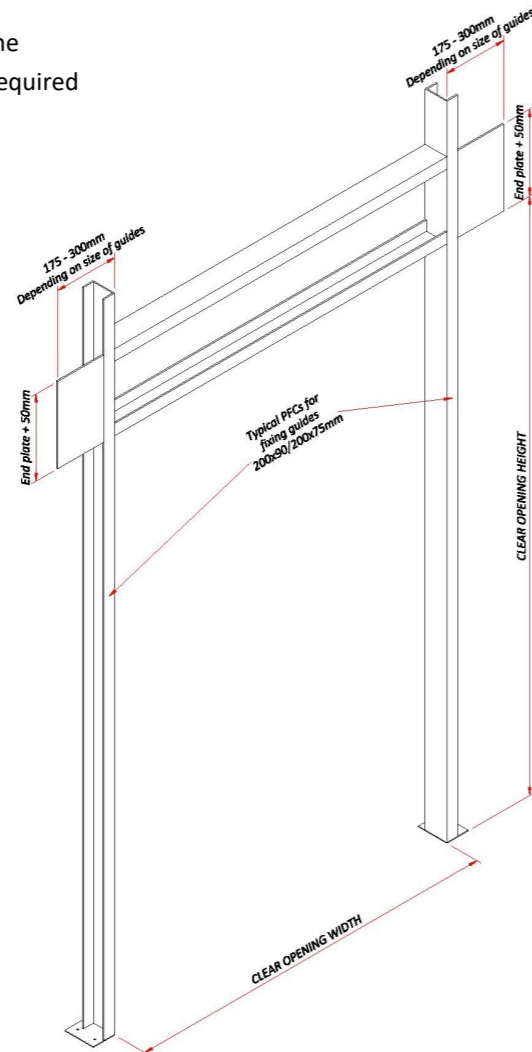 ne
equired
175 - 300mm
Depending on size of guides
End plate + 50mm
175 - 300mm
Depending on size of guides
End plate + 50mm
Typical PFCs for
fixing guides
200x90/200x75mm
CLEAR OPENING HEIGHT
CLEAR OPENING WIDTH